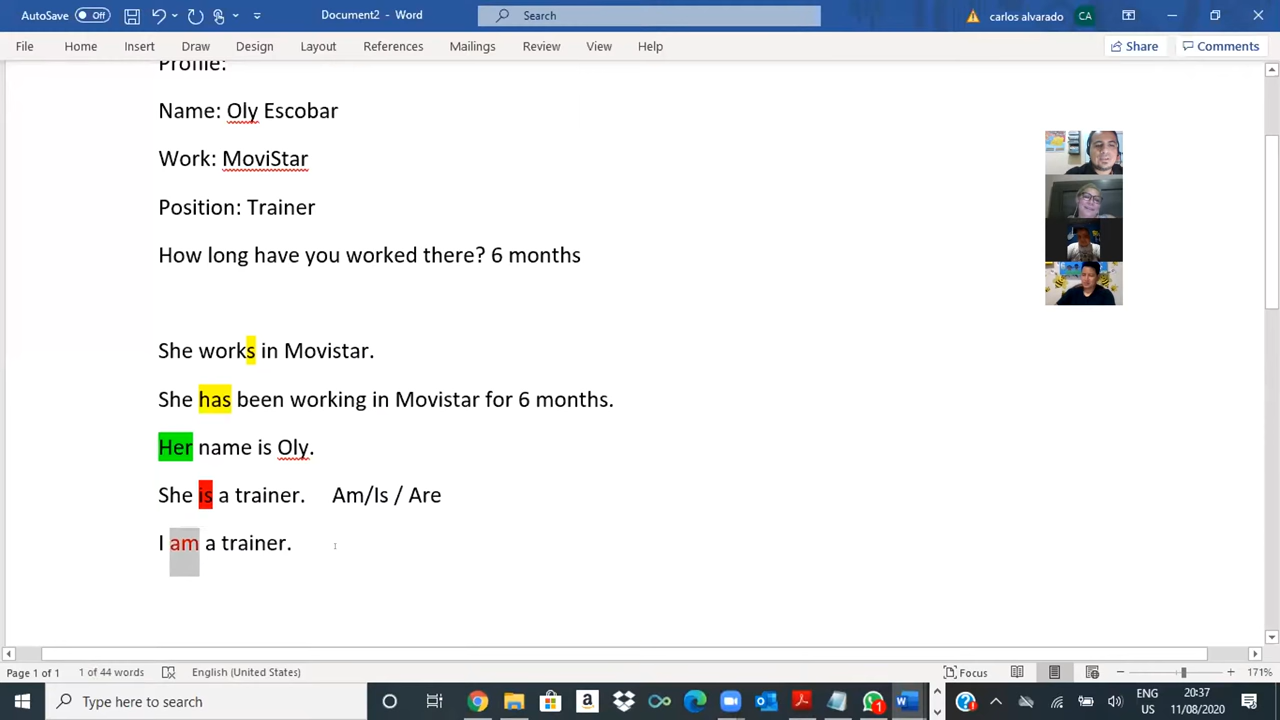 AutoSave Off
Document2 - Word
Search
carlos alvarado CA
File Home Insert Draw Design Layout References Mailings Review View Help
Share Comments
Profile:
Name: Oly Escobar
Work: MoviStar
Position: Trainer
How long have you worked there? 6 months
She works in Movistar.
She has been working in Movistar for 6 months.
Her name is Oly.
She is a trainer. Am/Is / Are
I am a trainer.
Page 1 of 1 1 of 44 words English (United States) Focus 171%
Type here to search
ENG 20:37
US 11/08/2020